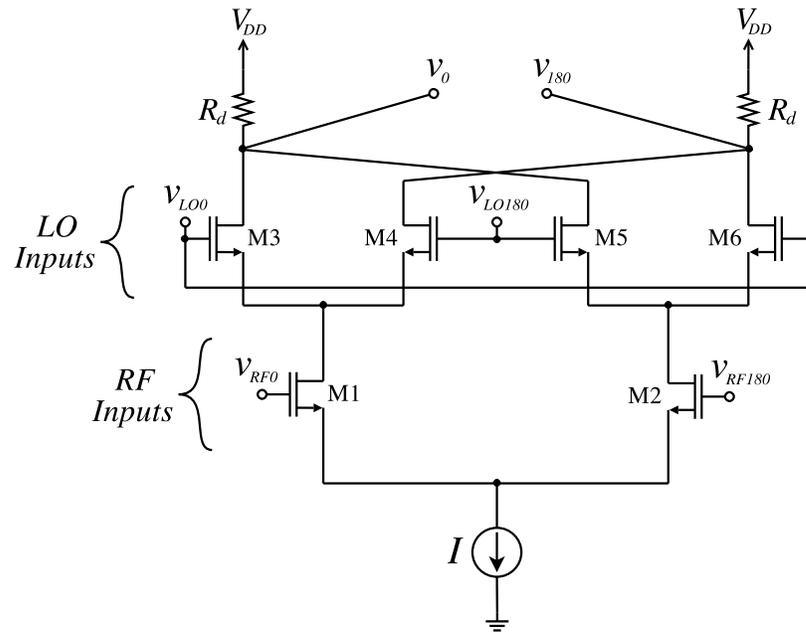 V_DD V_DD
v_0 v_180
R_d R_d
v_LO0 v_LO180
LO
Inputs
M3 M4 M5 M6
RF
Inputs
v_RF0 v_RF180
M1 M2
I